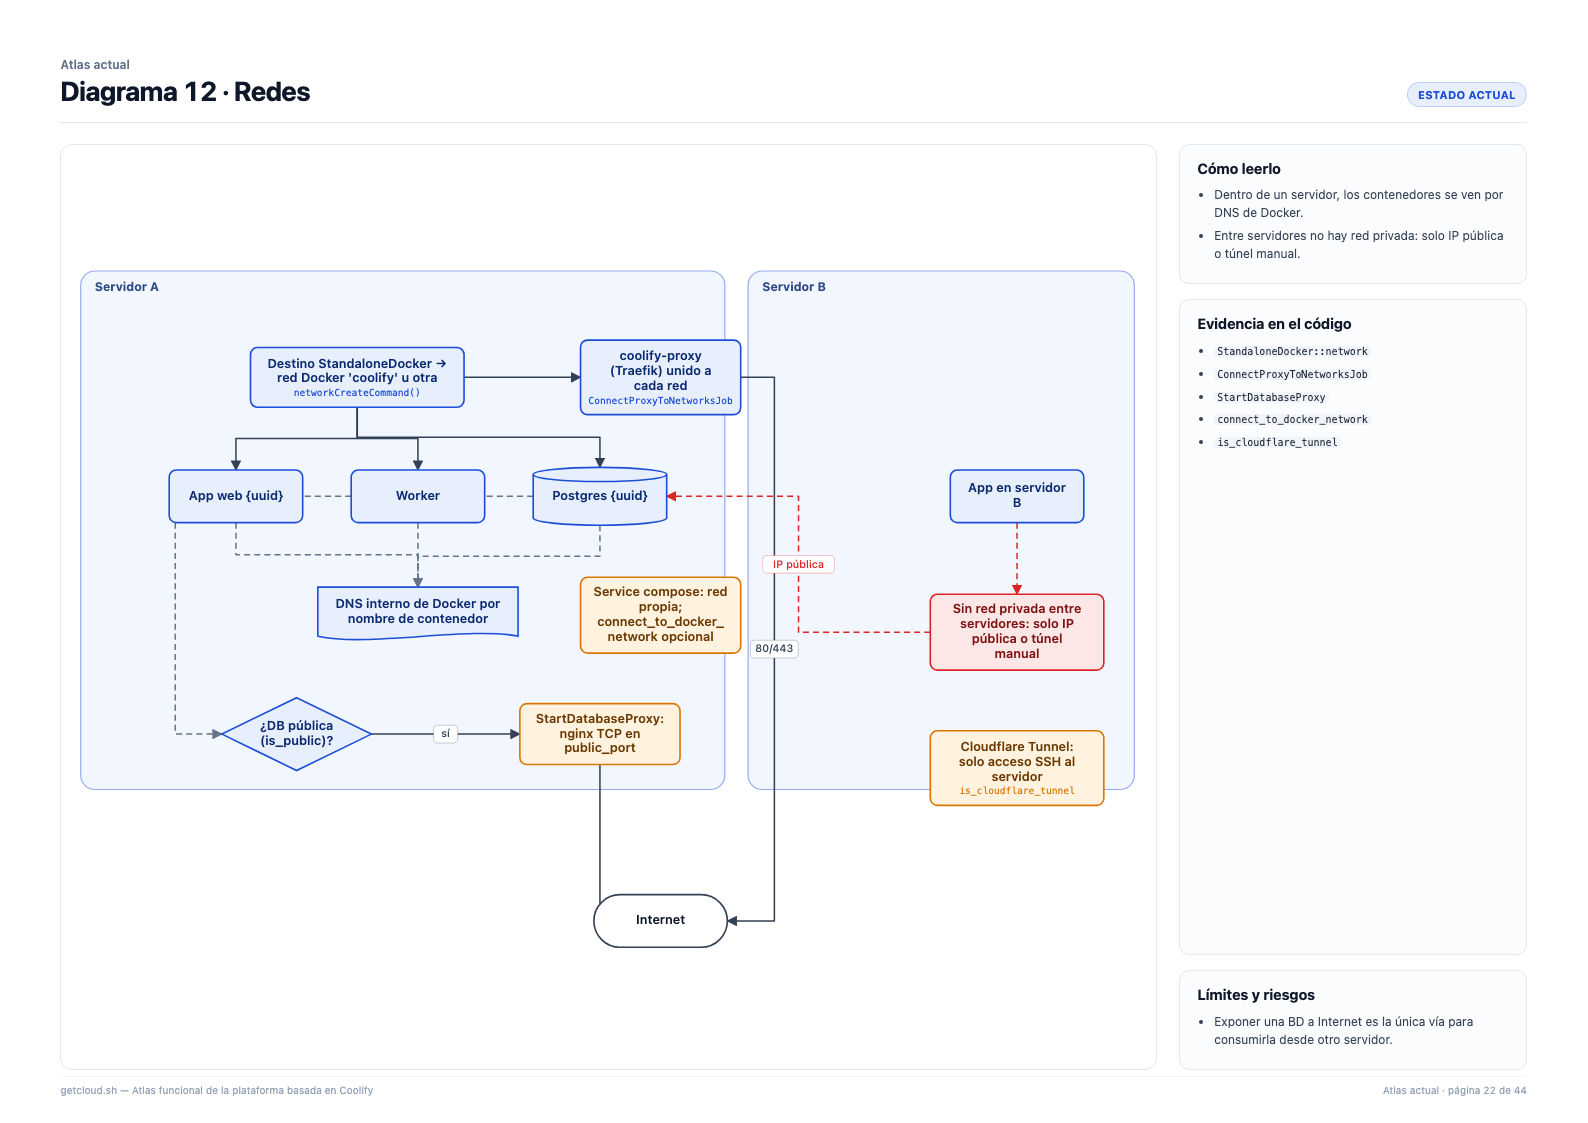 Atlas actual
Diagrama 12 · Redes
ESTADO ACTUAL
Servidor A
Servidor B
Destino StandaloneDocker →
red Docker 'coolify' u otra
networkCreateCommand()
coolify-proxy
(Traefik) unido a
cada red
ConnectProxyToNetworksJob
App web {uuid}
Worker
Postgres {uuid}
App en servidor
B
IP pública
DNS interno de Docker por
nombre de contenedor
Service compose: red
propia;
connect_to_docker_
network opcional
Sin red privada entre
servidores: solo IP
pública o túnel
manual
80/443
¿DB pública
(is_public)?
sí
StartDatabaseProxy:
nginx TCP en
public_port
Cloudflare Tunnel:
solo acceso SSH al
servidor
is_cloudflare_tunnel
Internet
Cómo leerlo
• Dentro de un servidor, los contenedores se ven por
DNS de Docker.
• Entre servidores no hay red privada: solo IP pública
o túnel manual.
Evidencia en el código
• StandaloneDocker::network
• ConnectProxyToNetworksJob
• StartDatabaseProxy
• connect_to_docker_network
• is_cloudflare_tunnel
Límites y riesgos
• Exponer una BD a Internet es la única vía para
consumirla desde otro servidor.
getcloud.sh — Atlas funcional de la plataforma basada en Coolify
Atlas actual · página 22 de 44